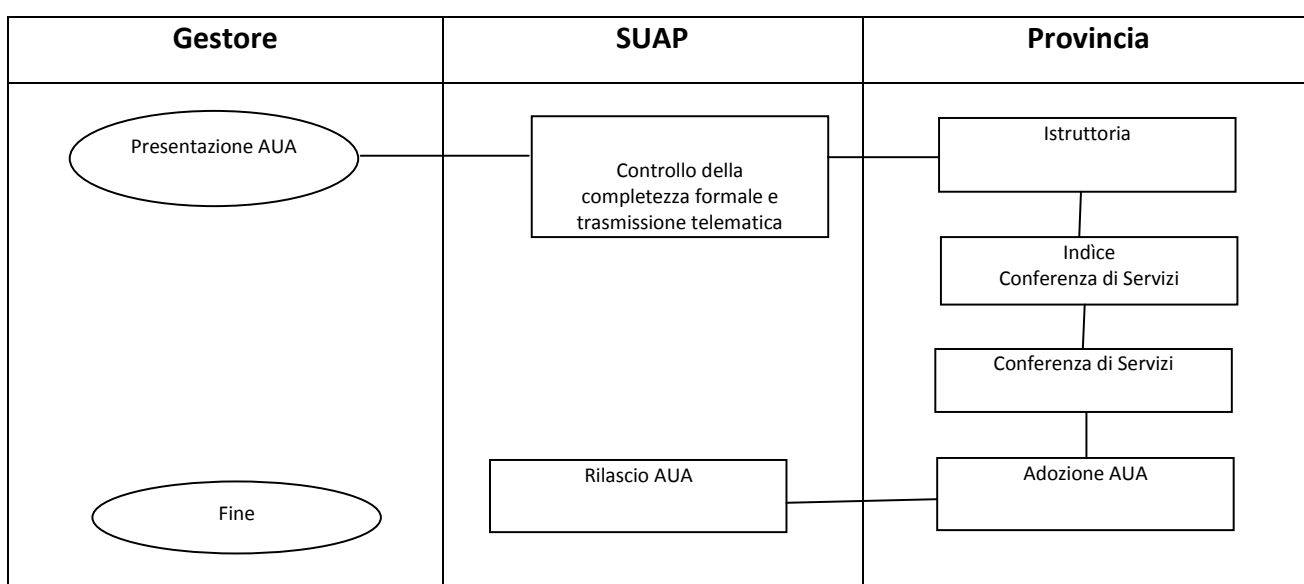 Gestore
SUAP
Provincia
Presentazione AUA
Controllo della
completezza formale e
trasmissione telematica
Istruttoria
Indìce
Conferenza di Servizi
Conferenza di Servizi
Adozione AUA
Rilascio AUA
Fine